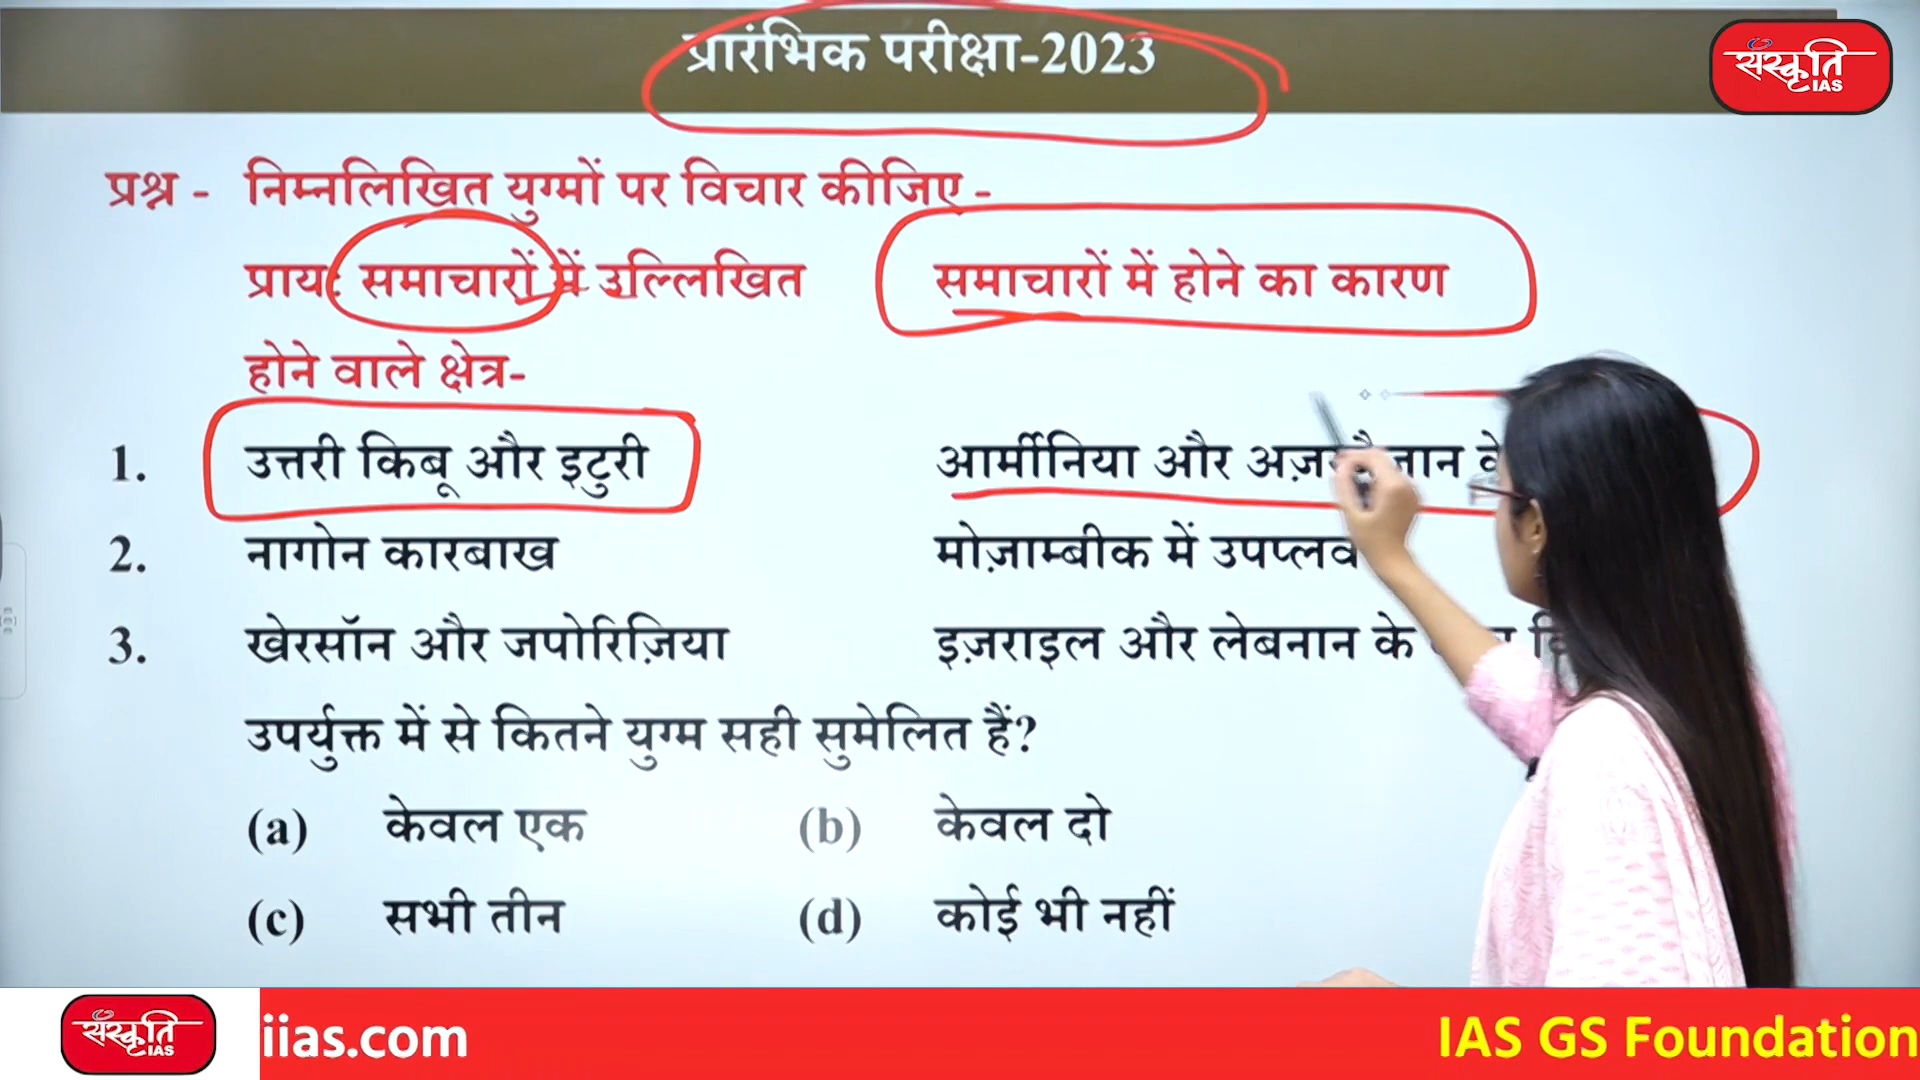 प्रारंभिक परीक्षा-2023
संस्कृति IAS
प्रश्न - निम्नलिखित युग्मों पर विचार कीजिए -
प्रायः समाचारों में उल्लिखित समाचारों में होने का कारण
होने वाले क्षेत्र-
1. उत्तरी किबू और इटुरी आर्मीनिया और
2. नागोन कारबाख मोज़ाम्बीक में उपप्लव
3. खेरसॉन और जपोरिज़िया इज़राइल और लेबनान के
उपर्युक्त में से कितने युग्म सही सुमेलित हैं?
(a) केवल एक (b) केवल दो
(c) सभी तीन (d) कोई भी नहीं
संस्कृति IAS iias.com IAS GS Foundation